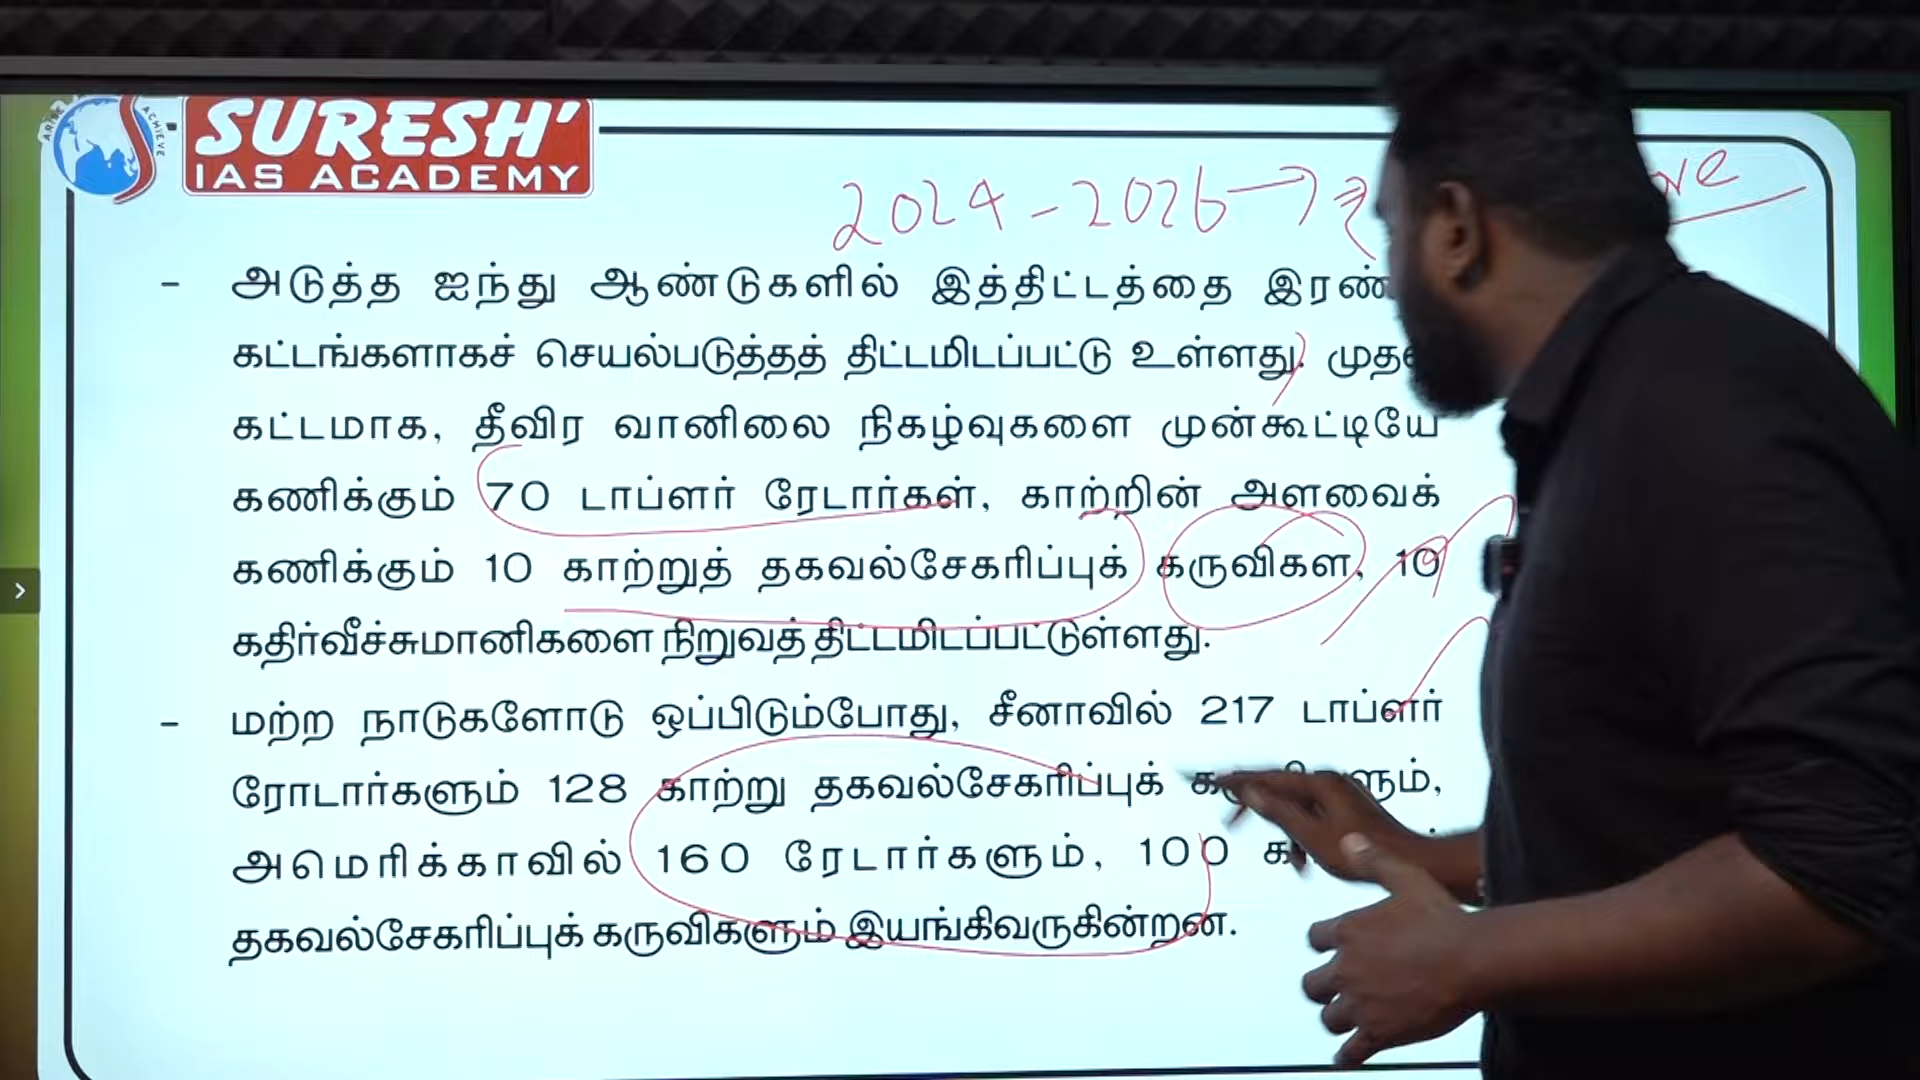 ARISE
ACHIEVE
SURESH'
IAS ACADEMY
2024 - 2026 → ₹
- அடுத்த ஐந்து ஆண்டுகளில் இத்திட்டத்தை
கட்டங்களாகச் செயல்படுத்தத் திட்டமிடப்பட்டு உள்ளது.
கட்டமாக, தீவிர வானிலை நிகழ்வுகளை முன்கூட்டியே
கணிக்கும் 70 டாப்ளர் ரேடார்கள், காற்றின் அளவைக்
கணிக்கும் 10 காற்றுத் தகவல்சேகரிப்புக் கருவிகள, 10
கதிர்வீச்சுமானிகளை நிறுவத் திட்டமிடப்பட்டுள்ளது.
- மற்ற நாடுகளோடு ஒப்பிடும்போது, சீனாவில் 217 டாப்ளர்
ரோடார்களும் 128 காற்று தகவல்சேகரிப்புக்
அமெரிக்காவில் 160 ரேடார்களும், 100
தகவல்சேகரிப்புக் கருவிகளும் இயங்கிவருகின்றன.